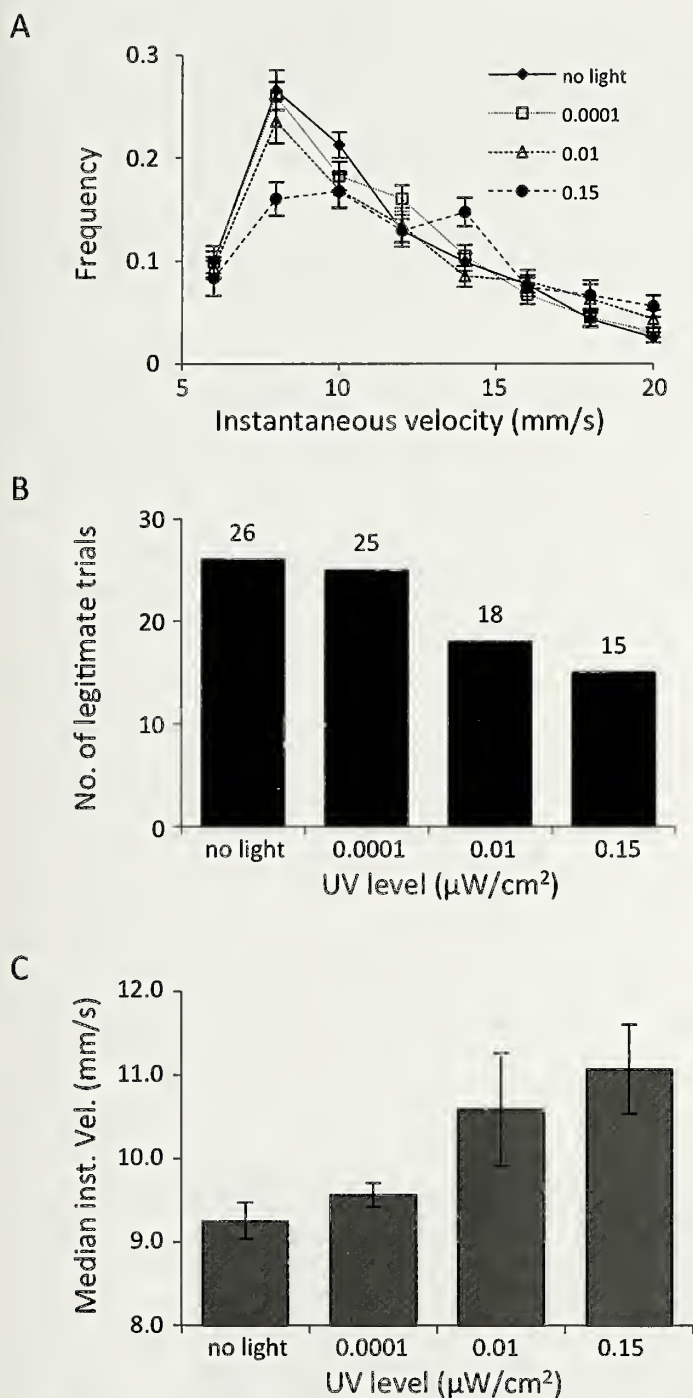 A
0.3
0.2
0.1
0
Frequency
no light
0.0001
0.01
0.15
5 10 15 20
Instantaneous velocity (mm/s)
B
30
20
10
0
No. of legitimate trials
26 25 18 15
no light 0.0001 0.01 0.15
UV level (µW/cm²)
C
12.0
11.0
10.0
9.0
8.0
Median inst. Vel. (mm/s)
no light 0.0001 0.01 0.15
UV level (µW/cm²)